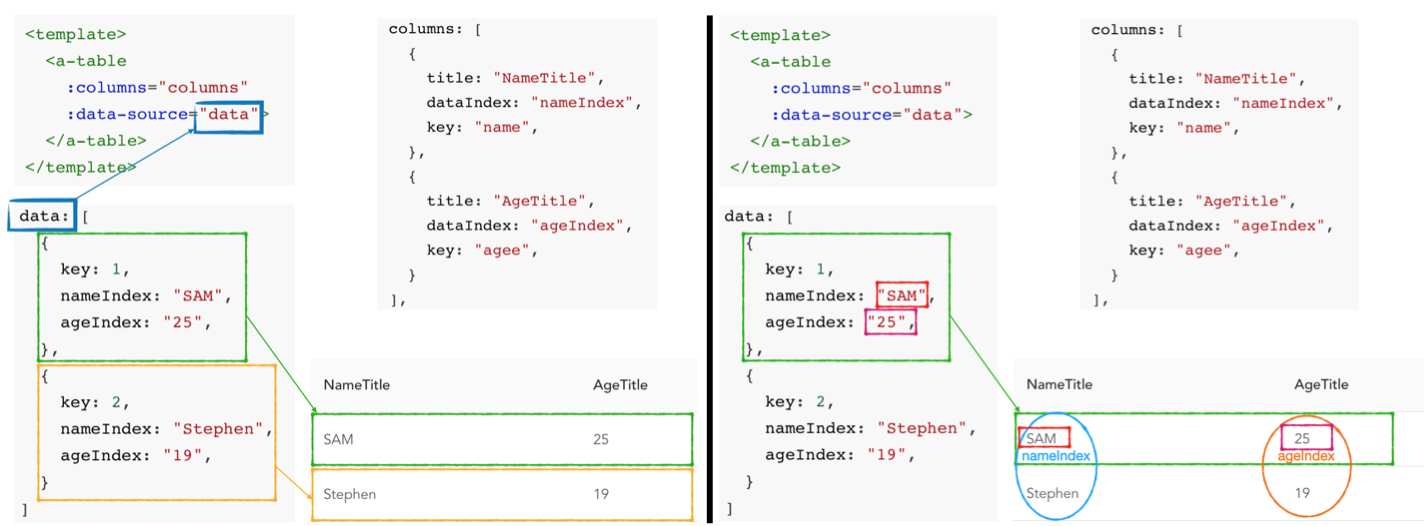 <template>
<a-table
:columns="columns"
:data-source="data">
</a-table>
</template>
data: [
{
key: 1,
nameIndex: "SAM",
ageIndex: "25",
},
{
key: 2,
nameIndex: "Stephen",
ageIndex: "19",
}
]
columns: [
{
title: "NameTitle",
dataIndex: "nameIndex",
key: "name",
},
{
title: "AgeTitle",
dataIndex: "ageIndex",
key: "agee",
}
],
NameTitle AgeTitle
SAM 25
Stephen 19
<template>
<a-table
:columns="columns"
:data-source="data">
</a-table>
</template>
data: [
{
key: 1,
nameIndex: "SAM",
ageIndex: "25",
},
{
key: 2,
nameIndex: "Stephen",
ageIndex: "19",
}
]
columns: [
{
title: "NameTitle",
dataIndex: "nameIndex",
key: "name",
},
{
title: "AgeTitle",
dataIndex: "ageIndex",
key: "agee",
}
],
NameTitle AgeTitle
SAM 25
nameIndex ageIndex
Stephen 19